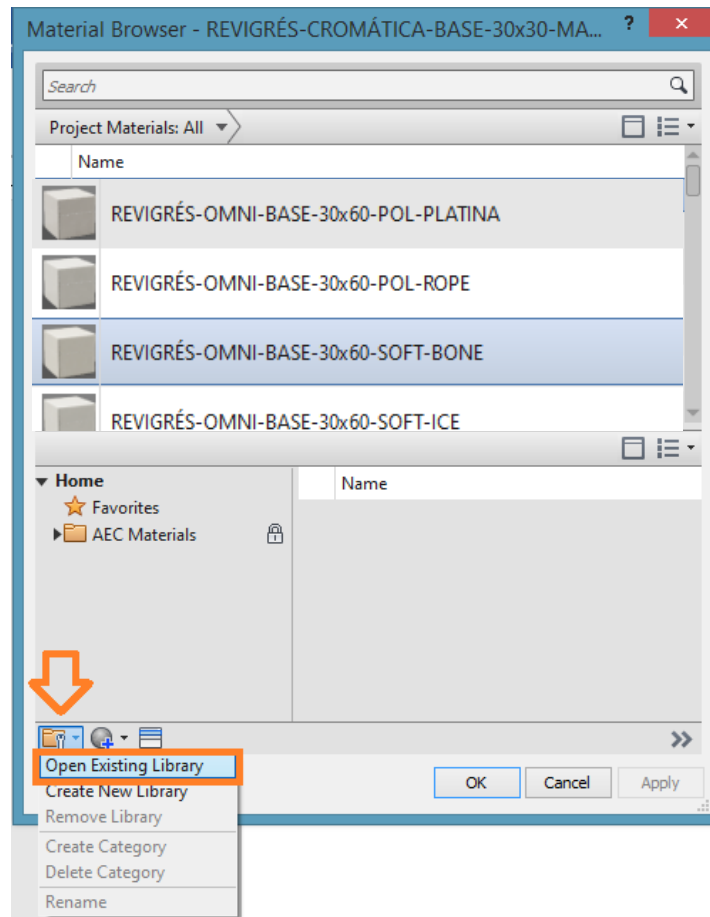 Material Browser - REVIGRÉS-CROMÁTICA-BASE-30x30-MA... ? ×
Search
Project Materials: All
Name
REVIGRÉS-OMNI-BASE-30x60-POL-PLATINA
REVIGRÉS-OMNI-BASE-30x60-POL-ROPE
REVIGRÉS-OMNI-BASE-30x60-SOFT-BONE
REVIGRÉS-OMNI-BASE-30x60-SOFT-ICE
Home
Name
Favorites
AEC Materials
Open Existing Library
Create New Library
OK Cancel Apply
Remove Library
Create Category
Delete Category
Rename